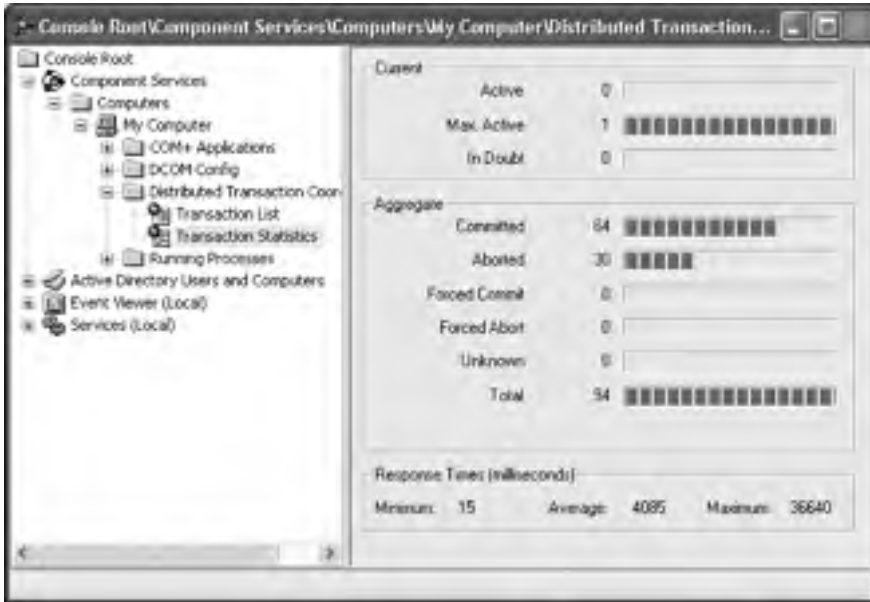 Console Root\Component Services\Computers\My Computer\Distributed Transaction...
Console Root
Component Services
Computers
My Computer
COM+ Applications
DCOM Config
Distributed Transaction Coor
Transaction List
Transaction Statistics
Running Processes
Active Directory Users and Computers
Event Viewer (Local)
Services (Local)
Current
Active 0
Max. Active 1
In Doubt 0
Aggregate
Committed 64
Aborted 30
Forced Commit 0
Forced Abort 0
Unknown 0
Total 94
Response Times (milliseconds)
Minimum: 15 Average: 4085 Maximum: 36640